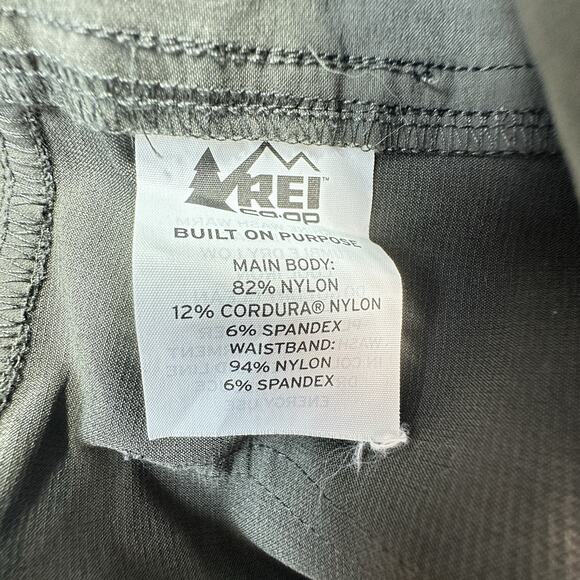 REI
CO·OP
BUILT ON PURPOSE
MAIN BODY:
82% NYLON
12% CORDURA® NYLON
6% SPANDEX
WAISTBAND:
94% NYLON
6% SPANDEX